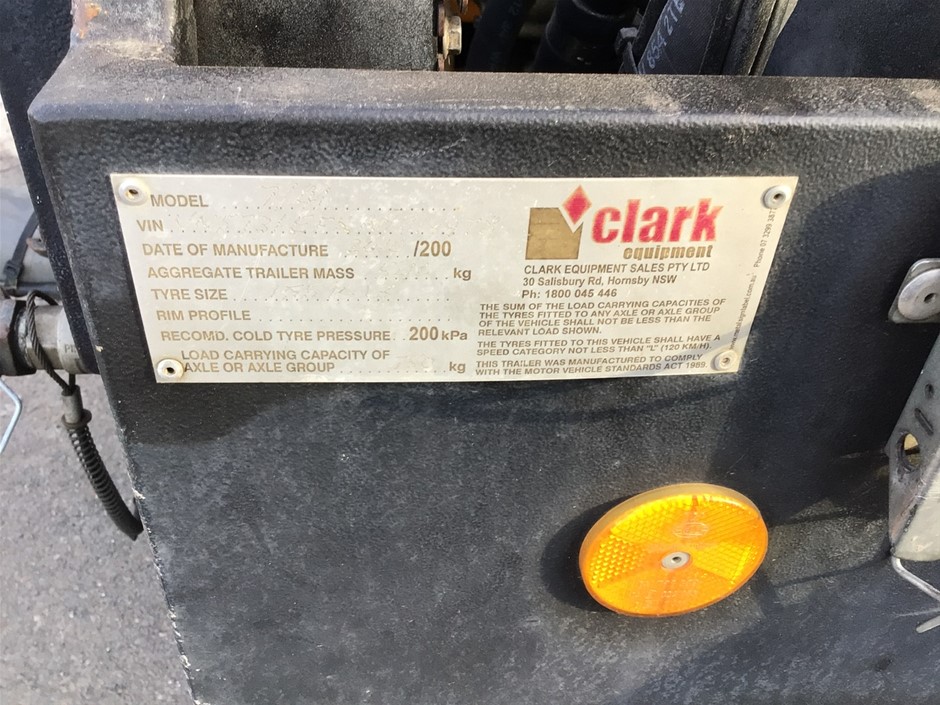 MODEL
VIN
DATE OF MANUFACTURE /200
AGGREGATE TRAILER MASS kg
TYRE SIZE
RIM PROFILE
RECOMD. COLD TYRE PRESSURE 200 kPa
LOAD CARRYING CAPACITY OF
AXLE OR AXLE GROUP kg
clark
equipment
CLARK EQUIPMENT SALES PTY LTD
30 Salisbury Rd, Hornsby NSW
Ph: 1800 045 446
THE SUM OF THE LOAD CARRYING CAPACITIES OF
THE TYRES FITTED TO ANY AXLE OR AXLE GROUP
OF THE VEHICLE SHALL NOT BE LESS THAN THE
RELEVANT LOAD SHOWN.
THE TYRES FITTED TO THIS VEHICLE SHALL HAVE A
SPEED CATEGORY NOT LESS THAN "L" (120 KM/H).
THIS TRAILER WAS MANUFACTURED TO COMPLY
WITH THE MOTOR VEHICLE STANDARDS ACT 1989.
Phone 07 3299